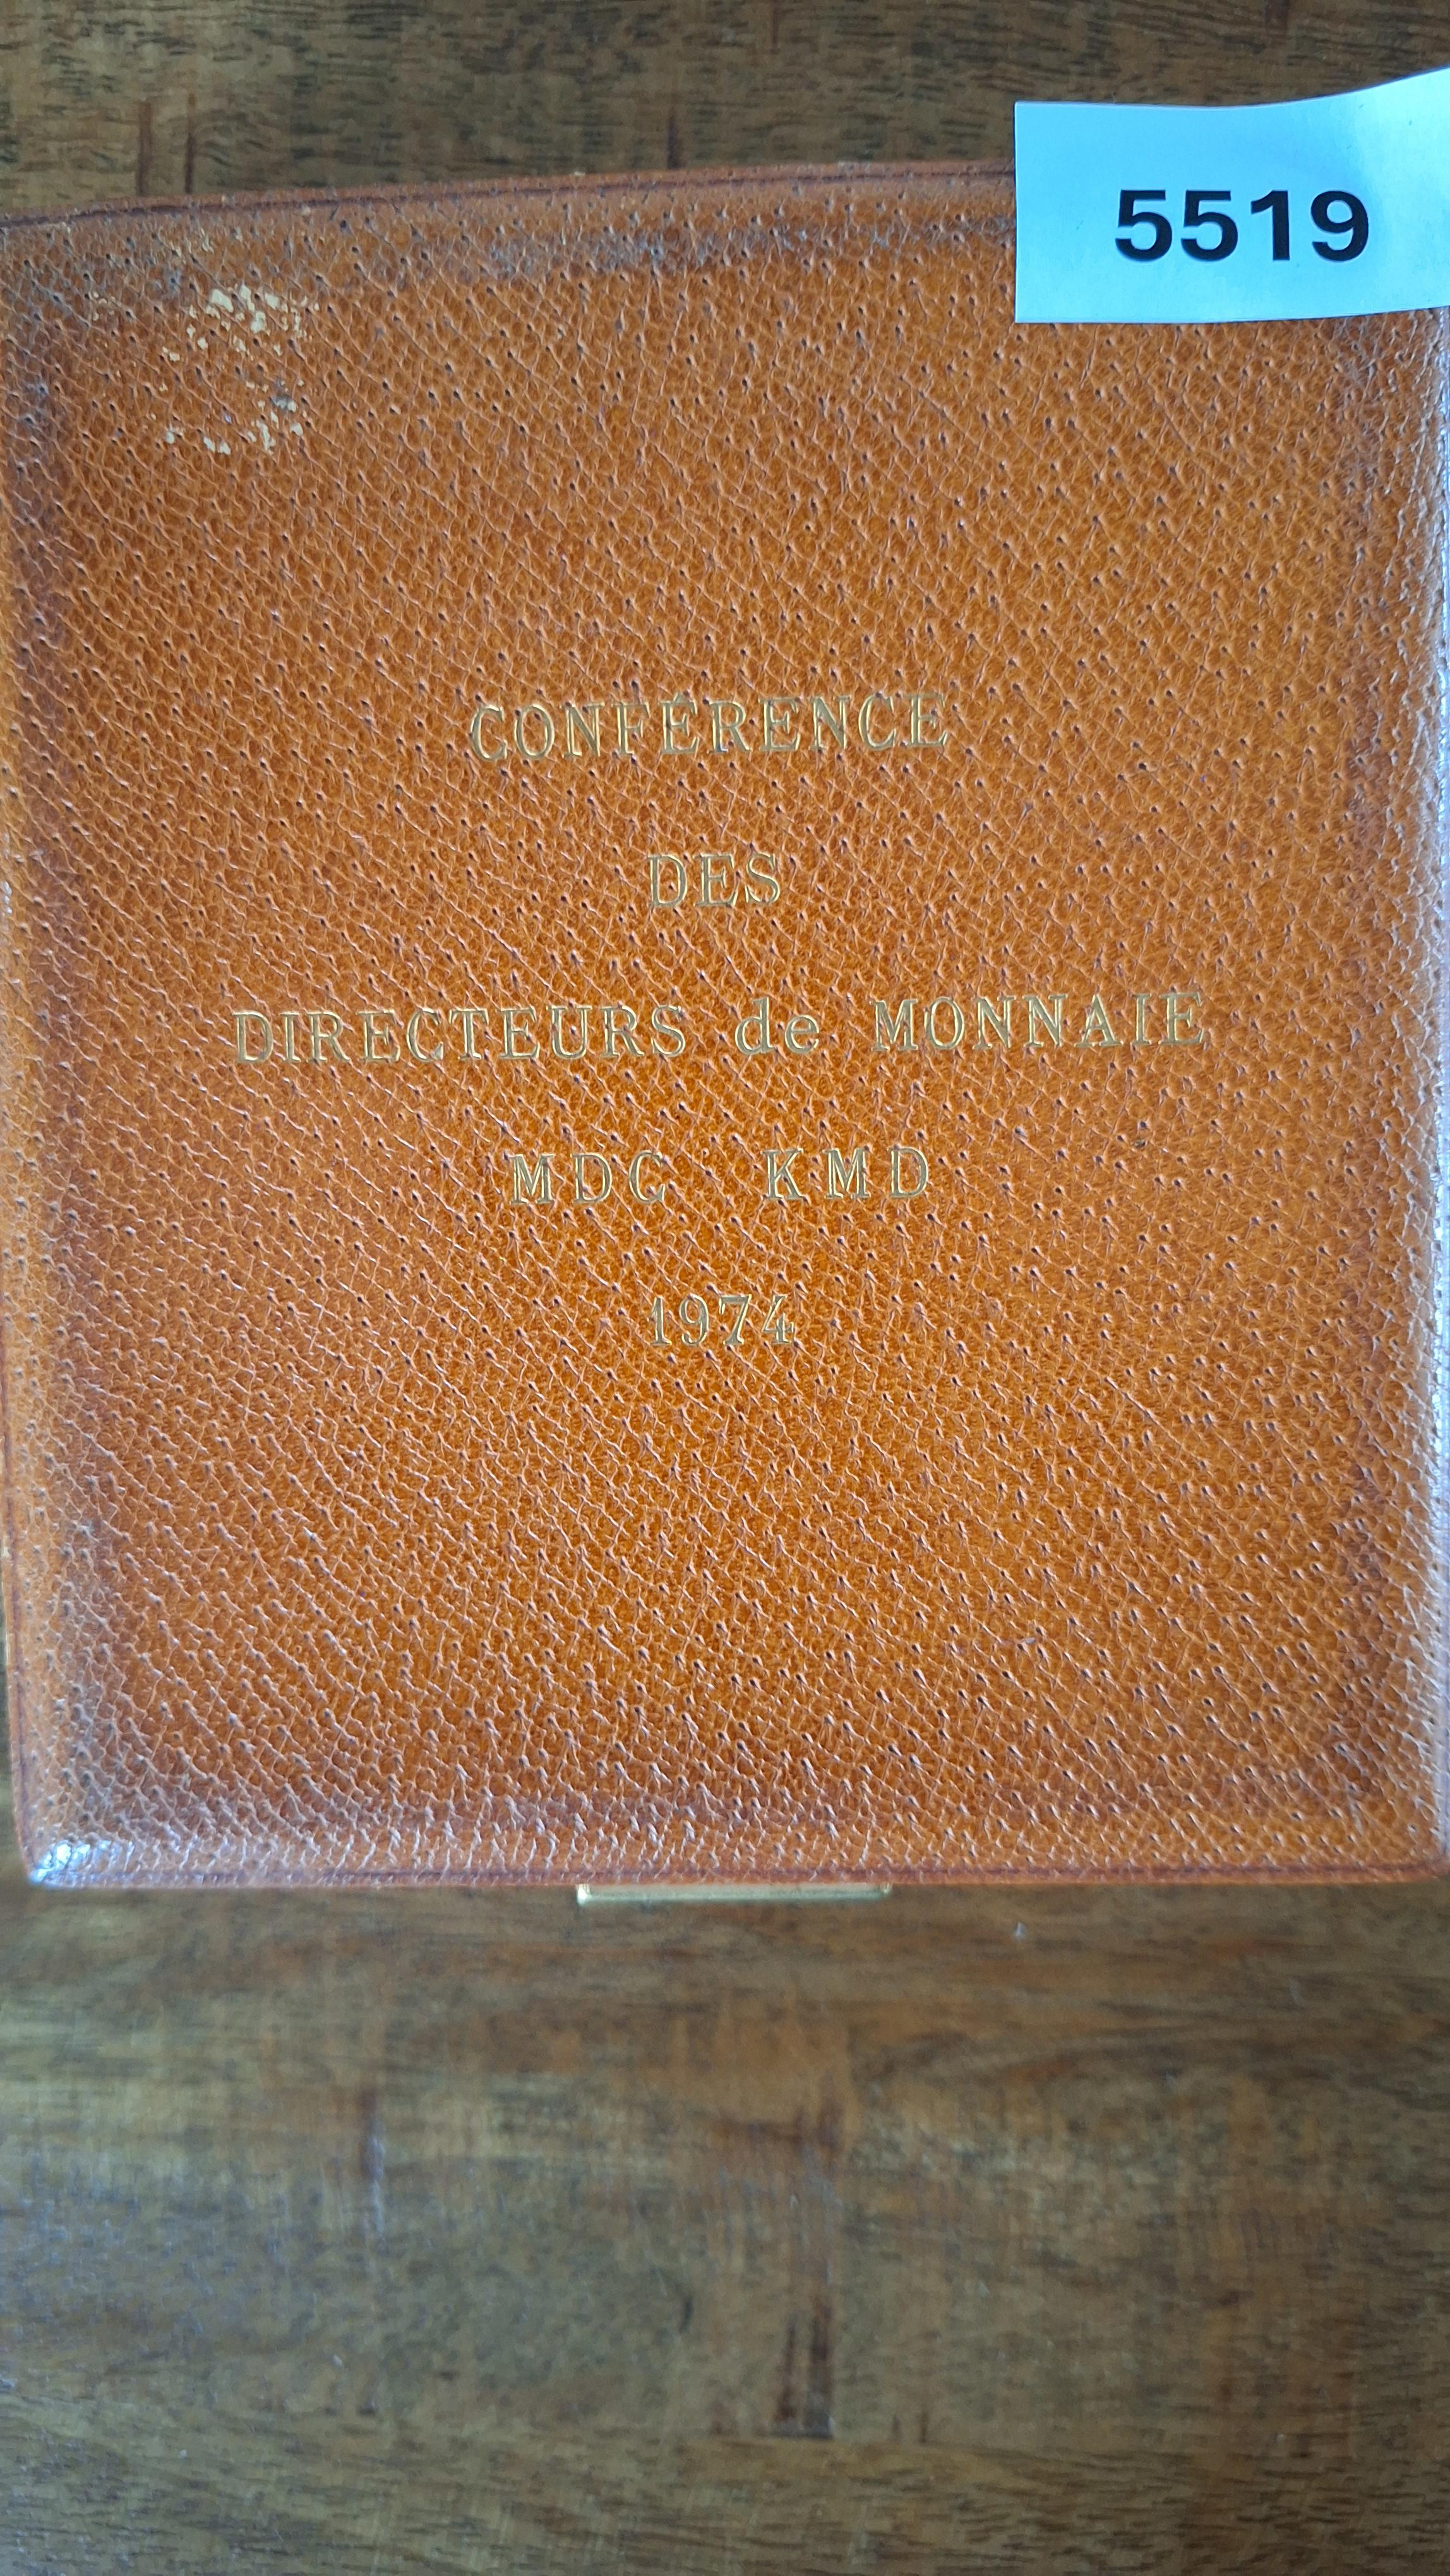 5519
CONFÉRENCE
DES
DIRECTEURS de MONNAIE
MDC KMD
1974